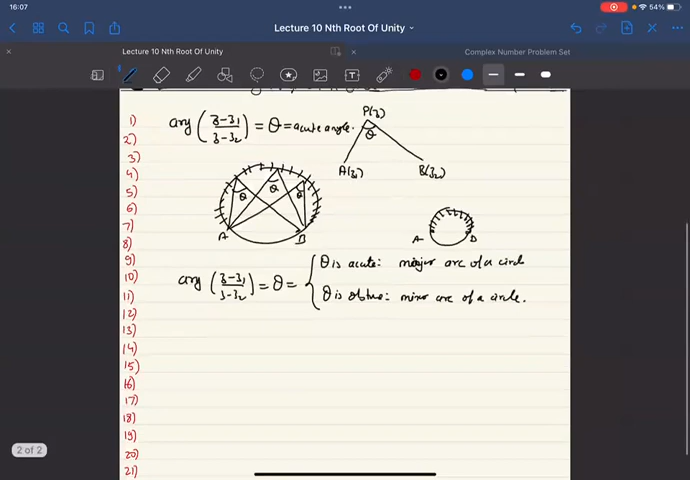 16:07
54%
Lecture 10 Nth Root Of Unity
Lecture 10 Nth Root Of Unity
Complex Number Problem Set
1) arg (z-z1/z-z2) = θ = acute angle. P(z)
2) θ
3)
4) A(z1) B(z2)
5) θ θ θ
6)
7)
8) A B A B
9) θ is acute: major arc of a circle
10) arg (z-z1/z-z2) = θ =
11) θ is obtuse: minor arc of a circle.
12)
13)
14)
15)
16)
17)
18)
19)
2 of 2
20)
21)